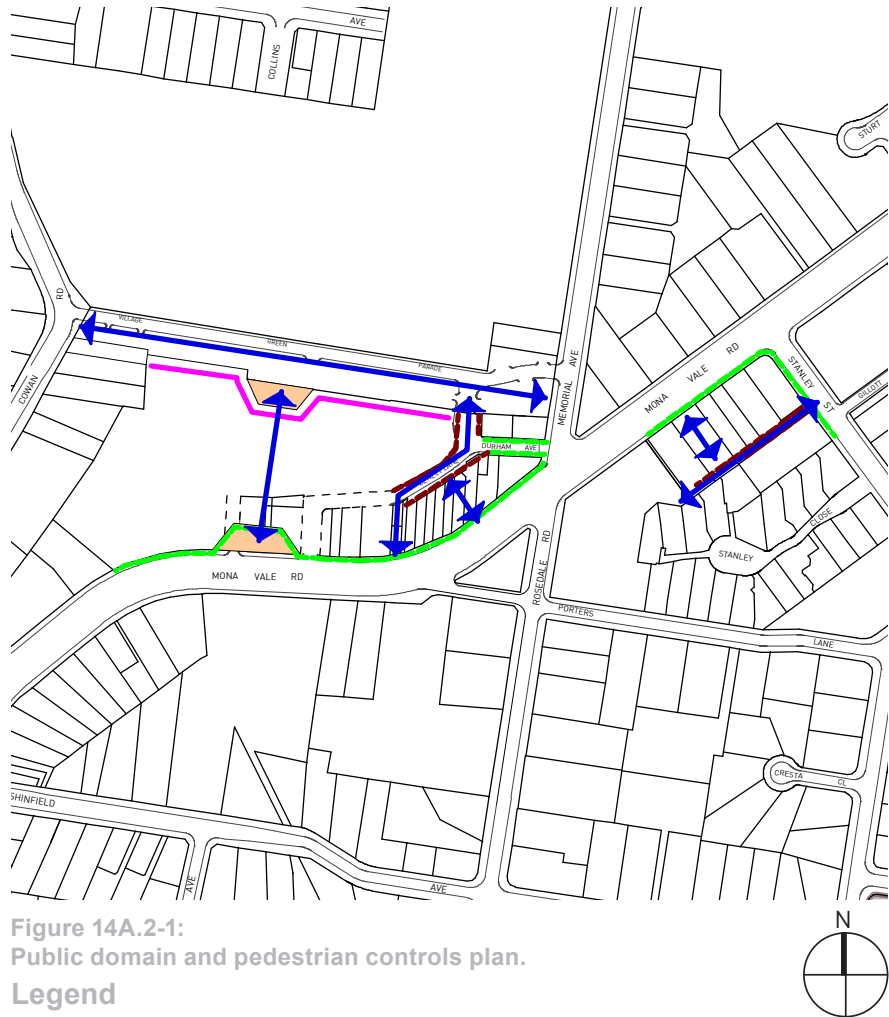 AVE
COLLINS
STURT
RD
VILLAGE
GREEN
PARADE
COWAN
MEMORIAL AVE
MONA VALE RD
STANLEY ST
GILLOTT
DURHAM AVE
STANLEY
CLOSE
MONA VALE RD
ROSEDALE RD
PORTERS
LANE
CRESTA CL
SHINFIELD
AVE
AVE
N
Figure 14A.2-1:
Public domain and pedestrian controls plan.
Legend